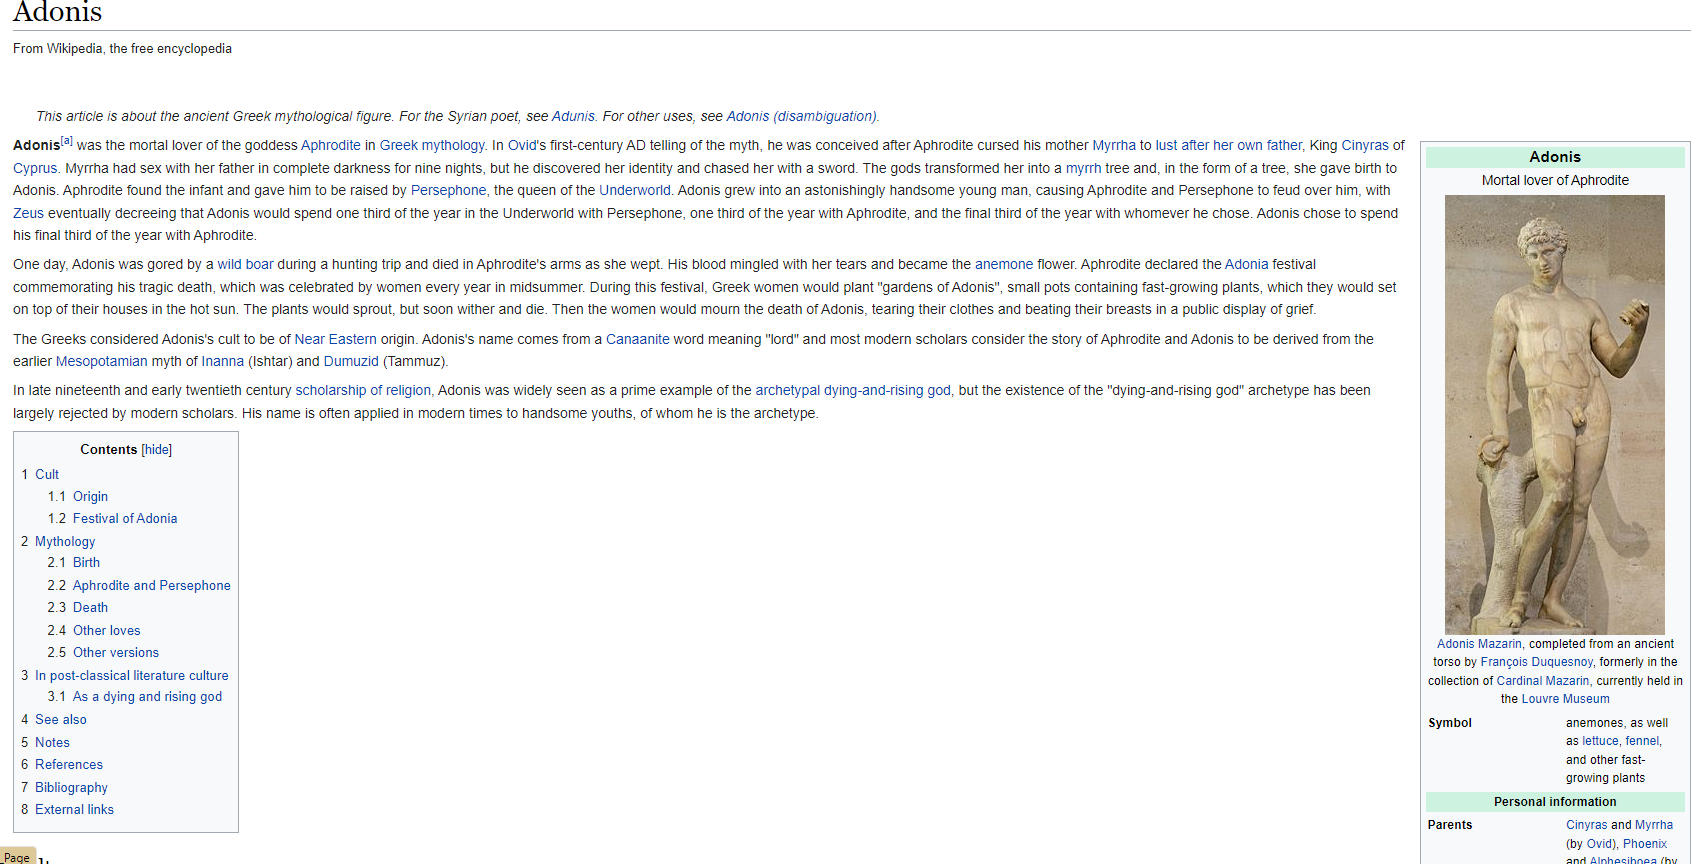 Adonis
From Wikipedia, the free encyclopedia
This article is about the ancient Greek mythological figure. For the Syrian poet, see Adunis. For other uses, see Adonis (disambiguation).
Adonis[a] was the mortal lover of the goddess Aphrodite in Greek mythology. In Ovid's first-century AD telling of the myth, he was conceived after Aphrodite cursed his mother Myrrha to lust after her own father, King Cinyras of
Cyprus. Myrrha had sex with her father in complete darkness for nine nights, but he discovered her identity and chased her with a sword. The gods transformed her into a myrrh tree and, in the form of a tree, she gave birth to
Adonis. Aphrodite found the infant and gave him to be raised by Persephone, the queen of the Underworld. Adonis grew into an astonishingly handsome young man, causing Aphrodite and Persephone to feud over him, with
Zeus eventually decreeing that Adonis would spend one third of the year in the Underworld with Persephone, one third of the year with Aphrodite, and the final third of the year with whomever he chose. Adonis chose to spend
his final third of the year with Aphrodite.
One day, Adonis was gored by a wild boar during a hunting trip and died in Aphrodite's arms as she wept. His blood mingled with her tears and became the anemone flower. Aphrodite declared the Adonia festival
commemorating his tragic death, which was celebrated by women every year in midsummer. During this festival, Greek women would plant "gardens of Adonis", small pots containing fast-growing plants, which they would set
on top of their houses in the hot sun. The plants would sprout, but soon wither and die. Then the women would mourn the death of Adonis, tearing their clothes and beating their breasts in a public display of grief.
The Greeks considered Adonis's cult to be of Near Eastern origin. Adonis's name comes from a Canaanite word meaning "lord" and most modern scholars consider the story of Aphrodite and Adonis to be derived from the
earlier Mesopotamian myth of Inanna (Ishtar) and Dumuzid (Tammuz).
In late nineteenth and early twentieth century scholarship of religion, Adonis was widely seen as a prime example of the archetypal dying-and-rising god, but the existence of the "dying-and-rising god" archetype has been
largely rejected by modern scholars. His name is often applied in modern times to handsome youths, of whom he is the archetype.
Contents [hide]
1 Cult
1.1 Origin
1.2 Festival of Adonia
2 Mythology
2.1 Birth
2.2 Aphrodite and Persephone
2.3 Death
2.4 Other loves
2.5 Other versions
3 In post-classical literature culture
3.1 As a dying and rising god
4 See also
5 Notes
6 References
7 Bibliography
8 External links
Page
Adonis
Mortal lover of Aphrodite
Adonis Mazarin, completed from an ancient
torso by François Duquesnoy, formerly in the
collection of Cardinal Mazarin, currently held in
the Louvre Museum
Symbol anemones, as well
as lettuce, fennel,
and other fast-
growing plants
Personal information
Parents Cinyras and Myrrha
(by Ovid), Phoenix
and Alphesiboea (by